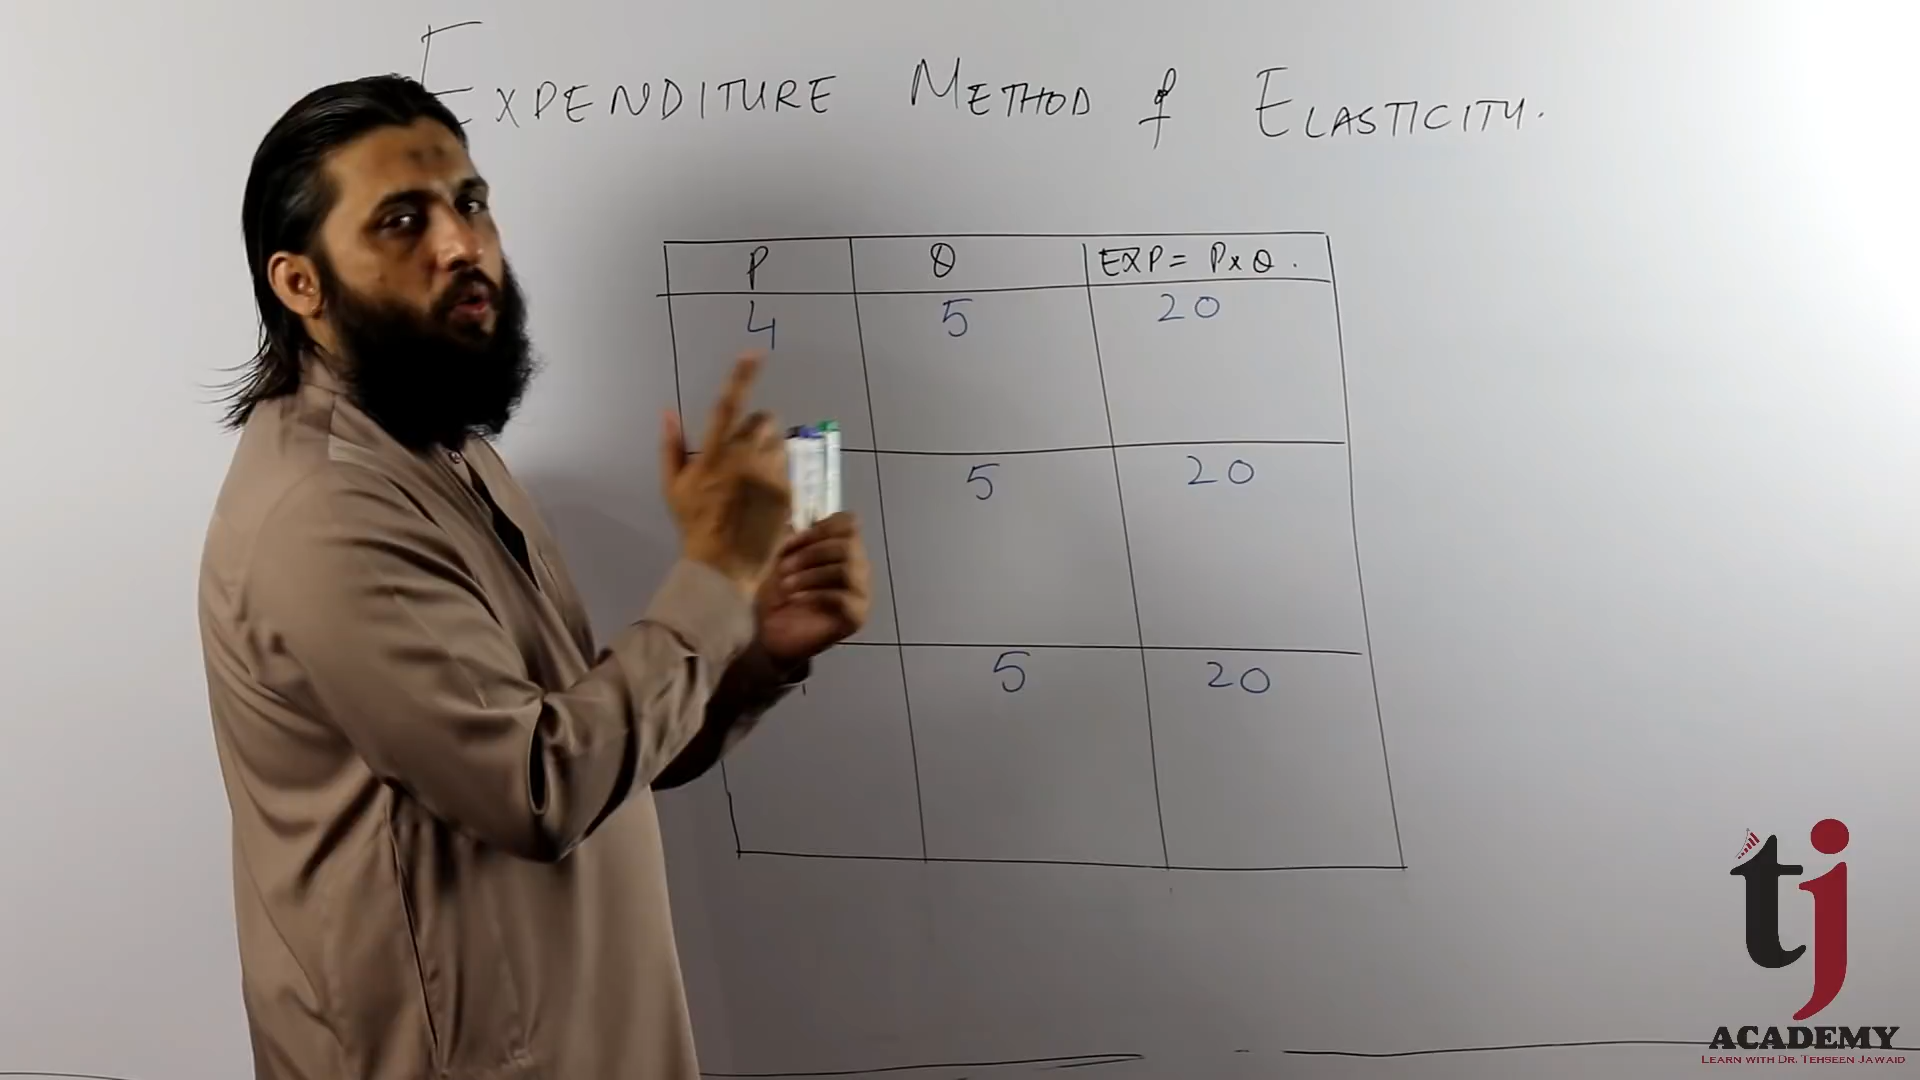 EXPENDITURE METHOD of ELASTICITY.
P Q EXP = P x Q.
4 5 20
5 20
5 20
tj
ACADEMY
LEARN WITH DR. TEHSEEN JAWAID